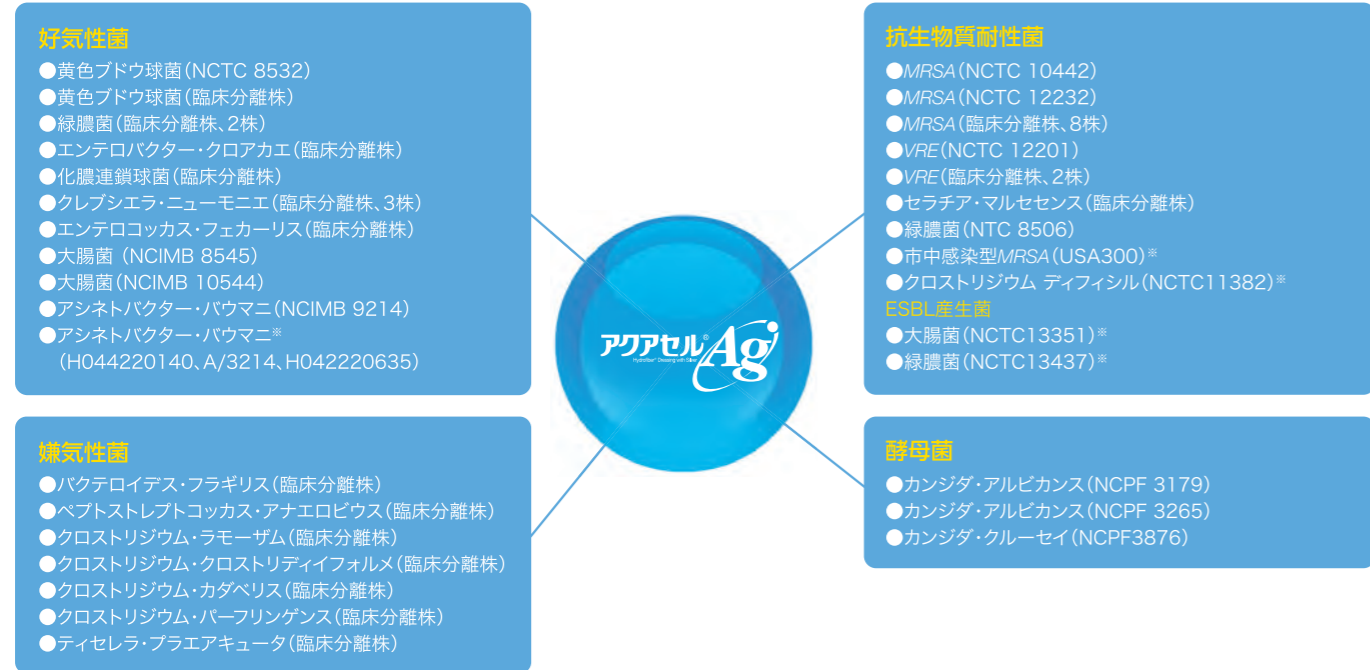 好気性菌
●黄色ブドウ球菌(NCTC 8532)
●黄色ブドウ球菌(臨床分離株)
●緑膿菌(臨床分離株、2株)
●エンテロバクター・クロアカエ(臨床分離株)
●化膿連鎖球菌(臨床分離株)
●クレブシエラ・ニューモニエ(臨床分離株、3株)
●エンテロコッカス・フェカーリス(臨床分離株)
●大腸菌 (NCIMB 8545)
●大腸菌(NCIMB 10544)
●アシネトバクター・バウマニ(NCIMB 9214)
●アシネトバクター・バウマニ※
(H044220140、A/3214、H042220635)
嫌気性菌
●バクテロイデス・フラギリス(臨床分離株)
●ペプトストレプトコッカス・アナエロビウス(臨床分離株)
●クロストリジウム・ラモーザム(臨床分離株)
●クロストリジウム・クロストリディイフォルメ(臨床分離株)
●クロストリジウム・カダベリス(臨床分離株)
●クロストリジウム・パーフリンゲンス(臨床分離株)
●ティセレラ・プラエアキュータ(臨床分離株)
アクアセル® Ag
Hydrofiber® Dressing with Silver
抗生物質耐性菌
●MRSA(NCTC 10442)
●MRSA(NCTC 12232)
●MRSA(臨床分離株、8株)
●VRE(NCTC 12201)
●VRE(臨床分離株、2株)
●セラチア・マルセセンス(臨床分離株)
●緑膿菌(NTC 8506)
●市中感染型MRSA(USA300)※
●クロストリジウム ディフィシル(NCTC11382)※
ESBL産生菌
●大腸菌(NCTC13351)※
●緑膿菌(NCTC13437)※
酵母菌
●カンジダ・アルビカンス(NCPF 3179)
●カンジダ・アルビカンス(NCPF 3265)
●カンジダ・クルーセイ(NCPF3876)